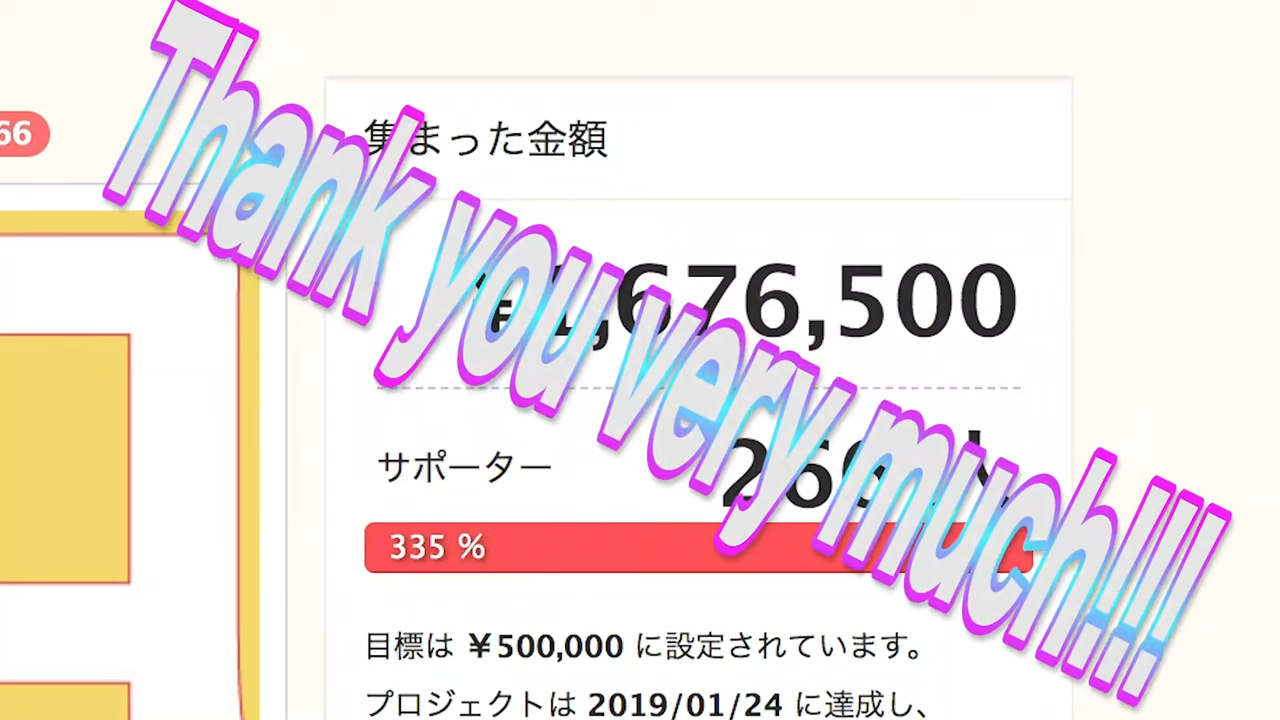 66
Thank you very much!!!
集まった金額
¥1,676,500
サポーター
335 %
目標は ¥500,000 に設定されています。
プロジェクトは 2019/01/24 に達成し、